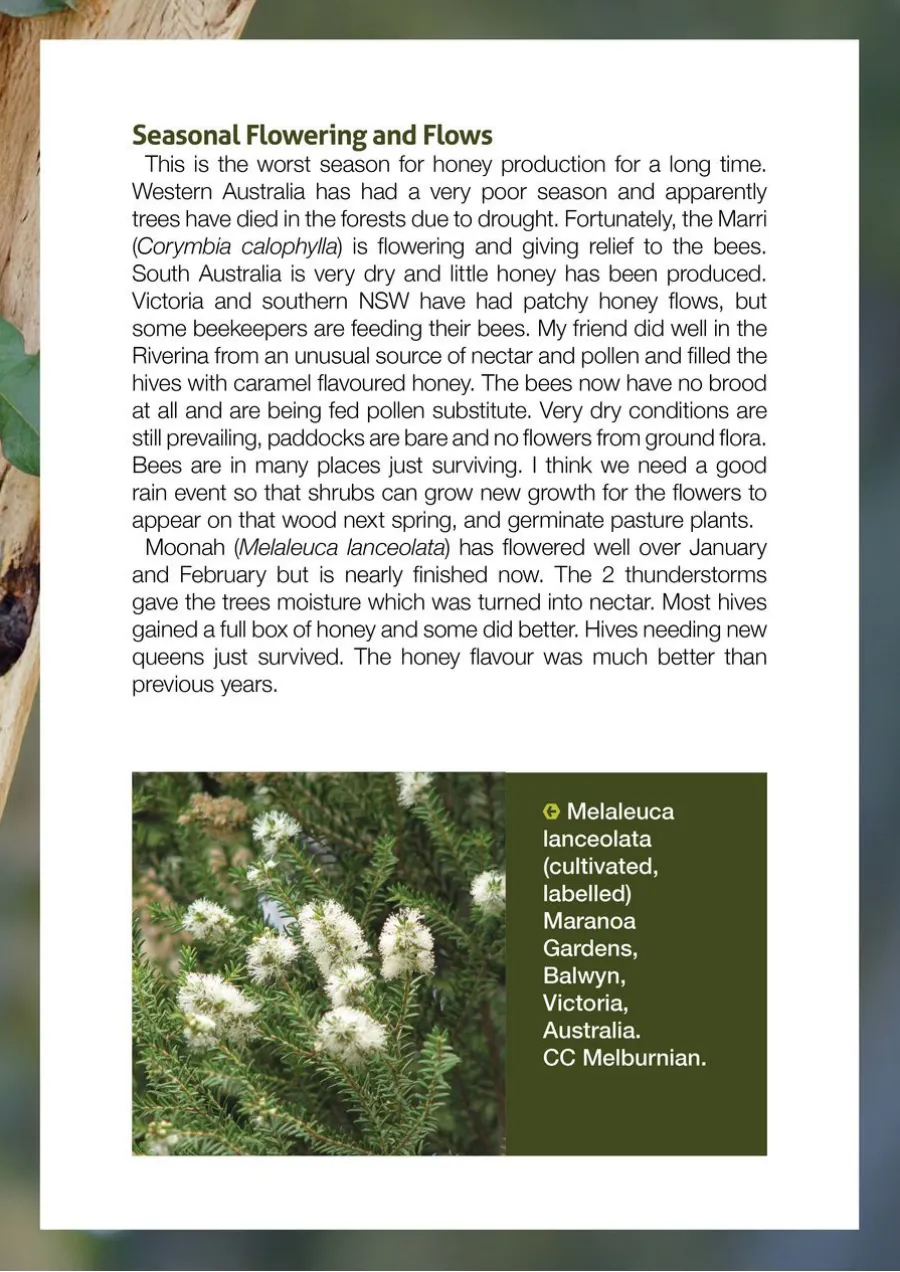 Seasonal Flowering and Flows
This is the worst season for honey production for a long time.
Western Australia has had a very poor season and apparently
trees have died in the forests due to drought. Fortunately, the Marri
(Corymbia calophylla) is flowering and giving relief to the bees.
South Australia is very dry and little honey has been produced.
Victoria and southern NSW have had patchy honey flows, but
some beekeepers are feeding their bees. My friend did well in the
Riverina from an unusual source of nectar and pollen and filled the
hives with caramel flavoured honey. The bees now have no brood
at all and are being fed pollen substitute. Very dry conditions are
still prevailing, paddocks are bare and no flowers from ground flora.
Bees are in many places just surviving. I think we need a good
rain event so that shrubs can grow new growth for the flowers to
appear on that wood next spring, and germinate pasture plants.
Moonah (Melaleuca lanceolata) has flowered well over January
and February but is nearly finished now. The 2 thunderstorms
gave the trees moisture which was turned into nectar. Most hives
gained a full box of honey and some did better. Hives needing new
queens just survived. The honey flavour was much better than
previous years.
Melaleuca
lanceolata
(cultivated,
labelled)
Maranoa
Gardens,
Balwyn,
Victoria,
Australia.
CC Melburnian.